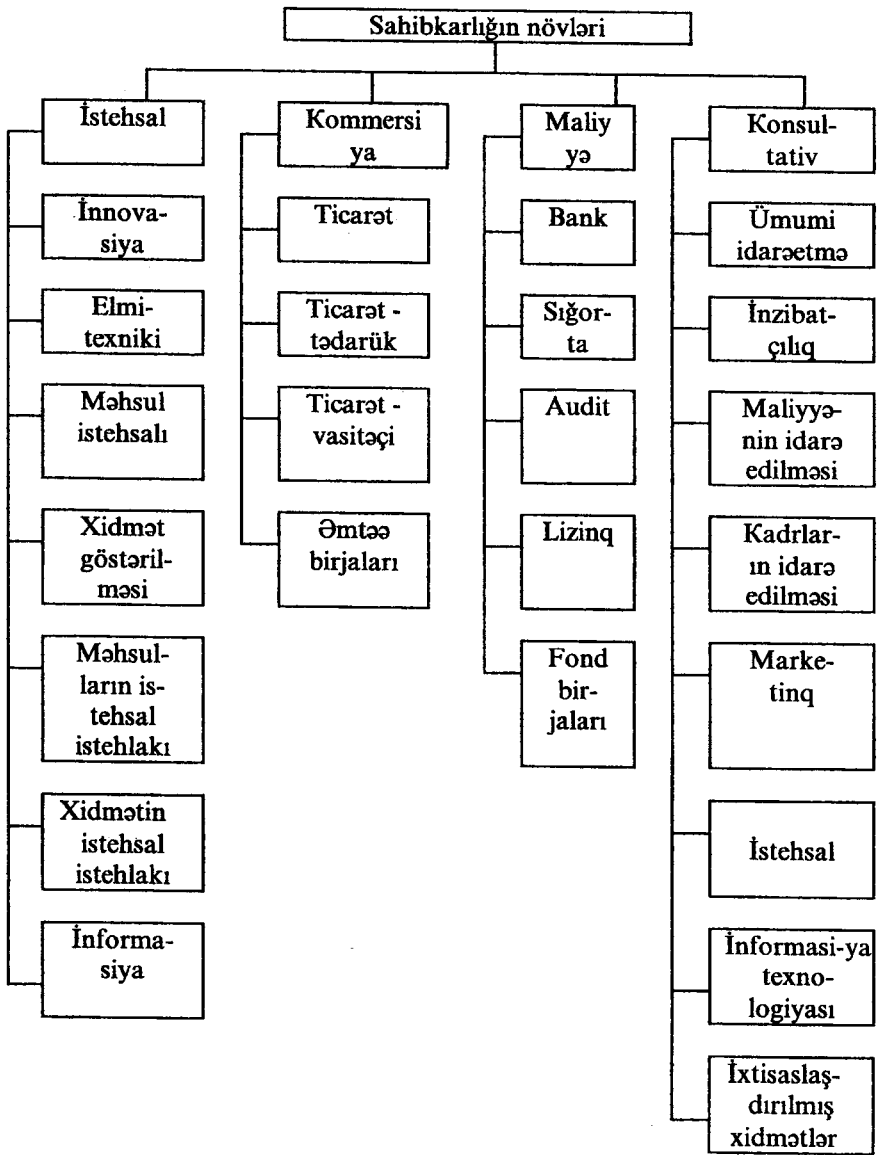 Sahibkarlığın növləri
İstehsal
İnnova-
siya
Elmi-
texniki
Məhsul
istehsalı
Xidmət
göstəril-
məsi
Məhsul-
ların is-
tehsal
istehlakı
Xidmətin
istehsal
istehlakı
İnforma-
siya
Kommersi
ya
Ticarət
Ticarət -
tədarük
Ticarət -
vasitəçi
Əmtəə
birjaları
Maliy
yə
Bank
Sığor-
ta
Audit
Lizinq
Fond
bir-
jaları
Konsul-
tativ
Ümumi
idarəetmə
İnzibat-
çılıq
Maliyyə-
nin idarə
edilməsi
Kadrlar-
ın idarə
edilməsi
Marke-
tinq
İstehsal
İnformasi-ya
texno-
logiyası
İxtisaslaş-
dırılmış
xidmətlər